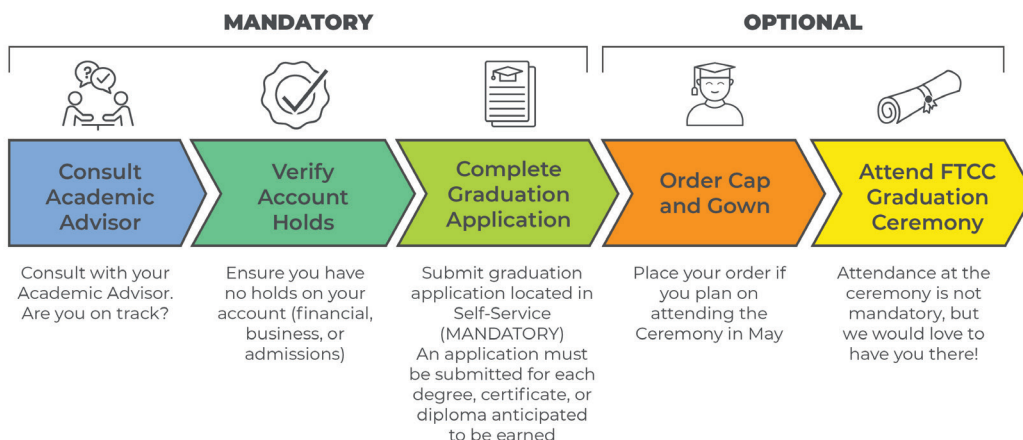 MANDATORY
OPTIONAL
?
Consult
Academic
Advisor
Verify
Account
Holds
Complete
Graduation
Application
Order Cap
and Gown
Attend FTCC
Graduation
Ceremony
Consult with your
Academic Advisor.
Are you on track?
Ensure you have
no holds on your
account (financial,
business, or
admissions)
Submit graduation
application located in
Self-Service
(MANDATORY)
An application must
be submitted for each
degree, certificate, or
diploma anticipated
to be earned
Place your order if
you plan on
attending the
Ceremony in May
Attendance at the
ceremony is not
mandatory, but
we would love to
have you there!